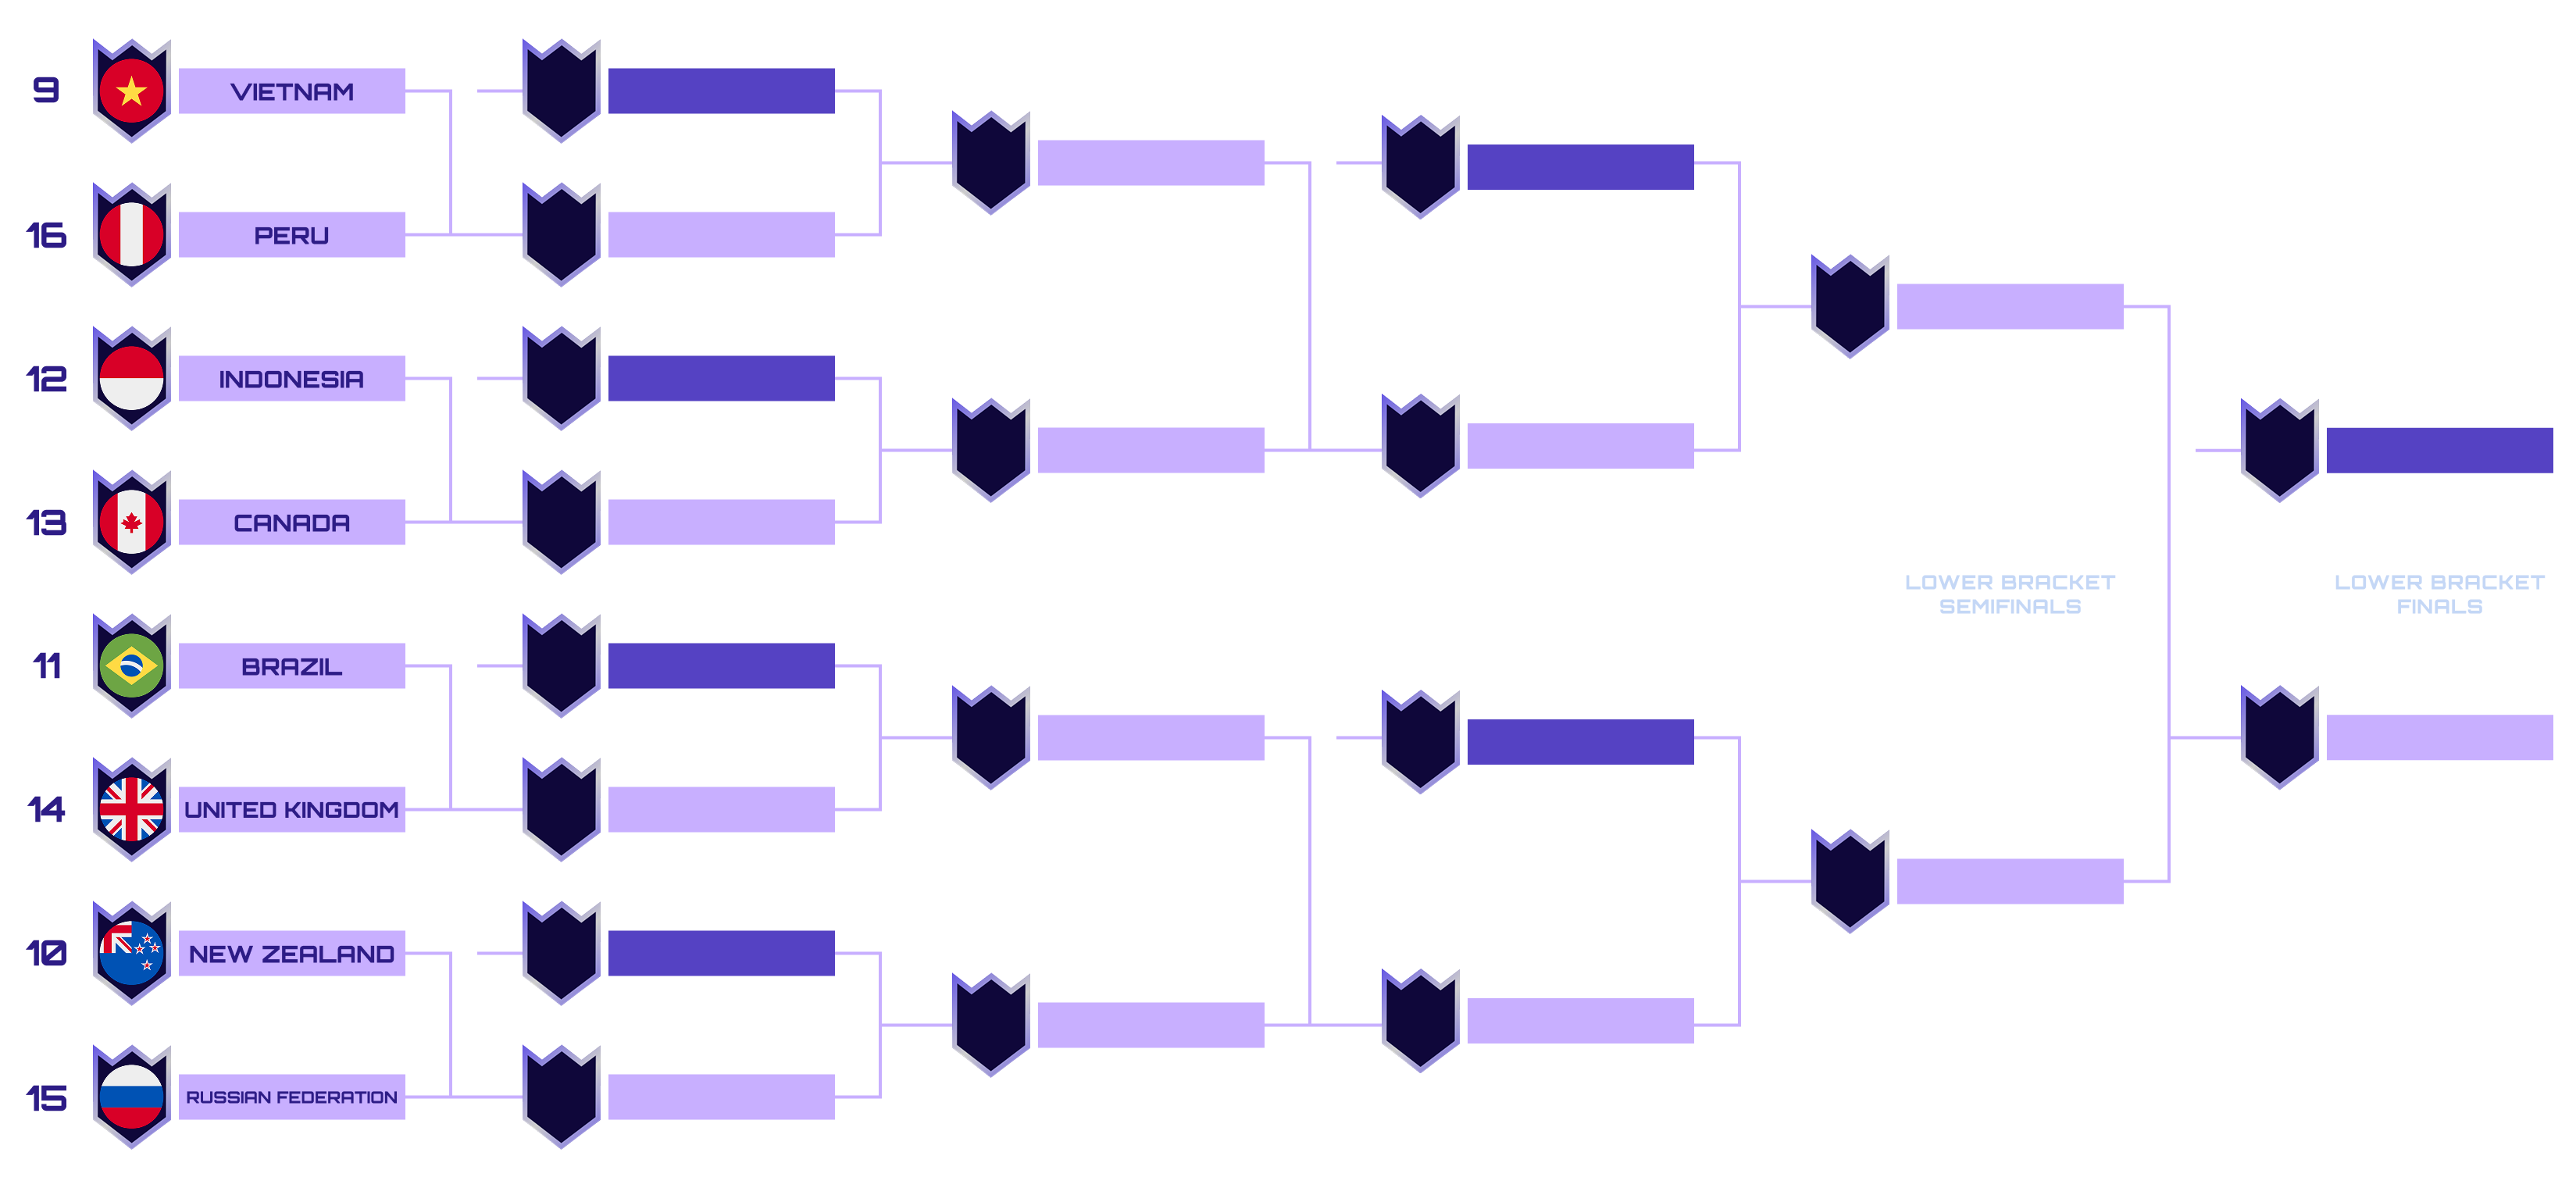 9 VIETNAM
16 PERU
12 INDONESIA
13 CANADA
LOWER BRACKET
SEMIFINALS
LOWER BRACKET
FINALS
11 BRAZIL
14 UNITED KINGDOM
10 NEW ZEALAND
15 RUSSIAN FEDERATION